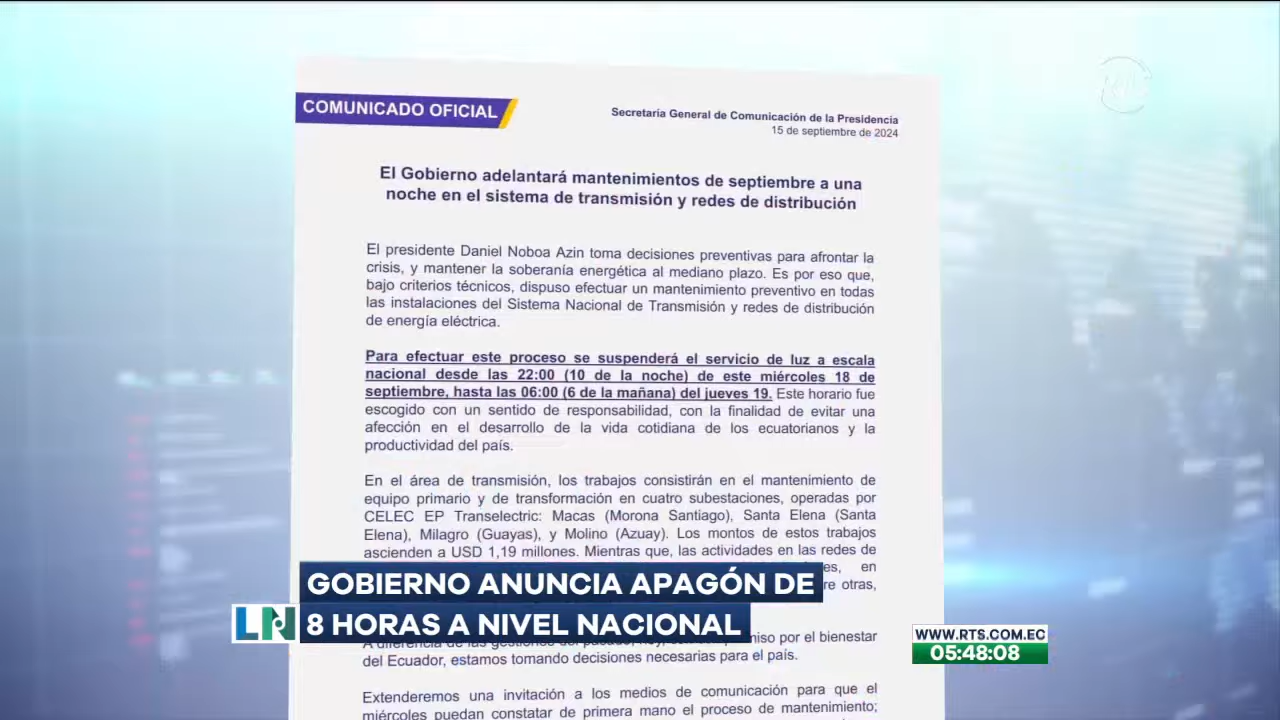 COMUNICADO OFICIAL
Secretaría General de Comunicación de la Presidencia
15 de septiembre de 2024
El Gobierno adelantará mantenimientos de septiembre a una
noche en el sistema de transmisión y redes de distribución
El presidente Daniel Noboa Azin toma decisiones preventivas para afrontar la
crisis, y mantener la soberanía energética al mediano plazo. Es por eso que,
bajo criterios técnicos, dispuso efectuar un mantenimiento preventivo en todas
las instalaciones del Sistema Nacional de Transmisión y redes de distribución
de energía eléctrica.
Para efectuar este proceso se suspenderá el servicio de luz a escala
nacional desde las 22:00 (10 de la noche) de este miércoles 18 de
septiembre, hasta las 06:00 (6 de la mañana) del jueves 19. Este horario fue
escogido con un sentido de responsabilidad, con la finalidad de evitar una
afección en el desarrollo de la vida cotidiana de los ecuatorianos y la
productividad del país.
En el área de transmisión, los trabajos consistirán en el mantenimiento de
equipo primario y de transformación en cuatro subestaciones, operadas por
CELEC EP Transelectric: Macas (Morona Santiago), Santa Elena (Santa
Elena), Milagro (Guayas), y Molino (Azuay). Los montos de estos trabajos
ascienden a USD 1,19 millones. Mientras que, las actividades en las redes de
en
otras,
GOBIERNO ANUNCIA APAGÓN DE
8 HORAS A NIVEL NACIONAL
LN
por el bienestar
del Ecuador, estamos tomando decisiones necesarias para el país.
WWW.RTS.COM.EC
05:48:08
Extenderemos una invitación a los medios de comunicación para que el
miércoles puedan constatar de primera mano el proceso de mantenimiento;